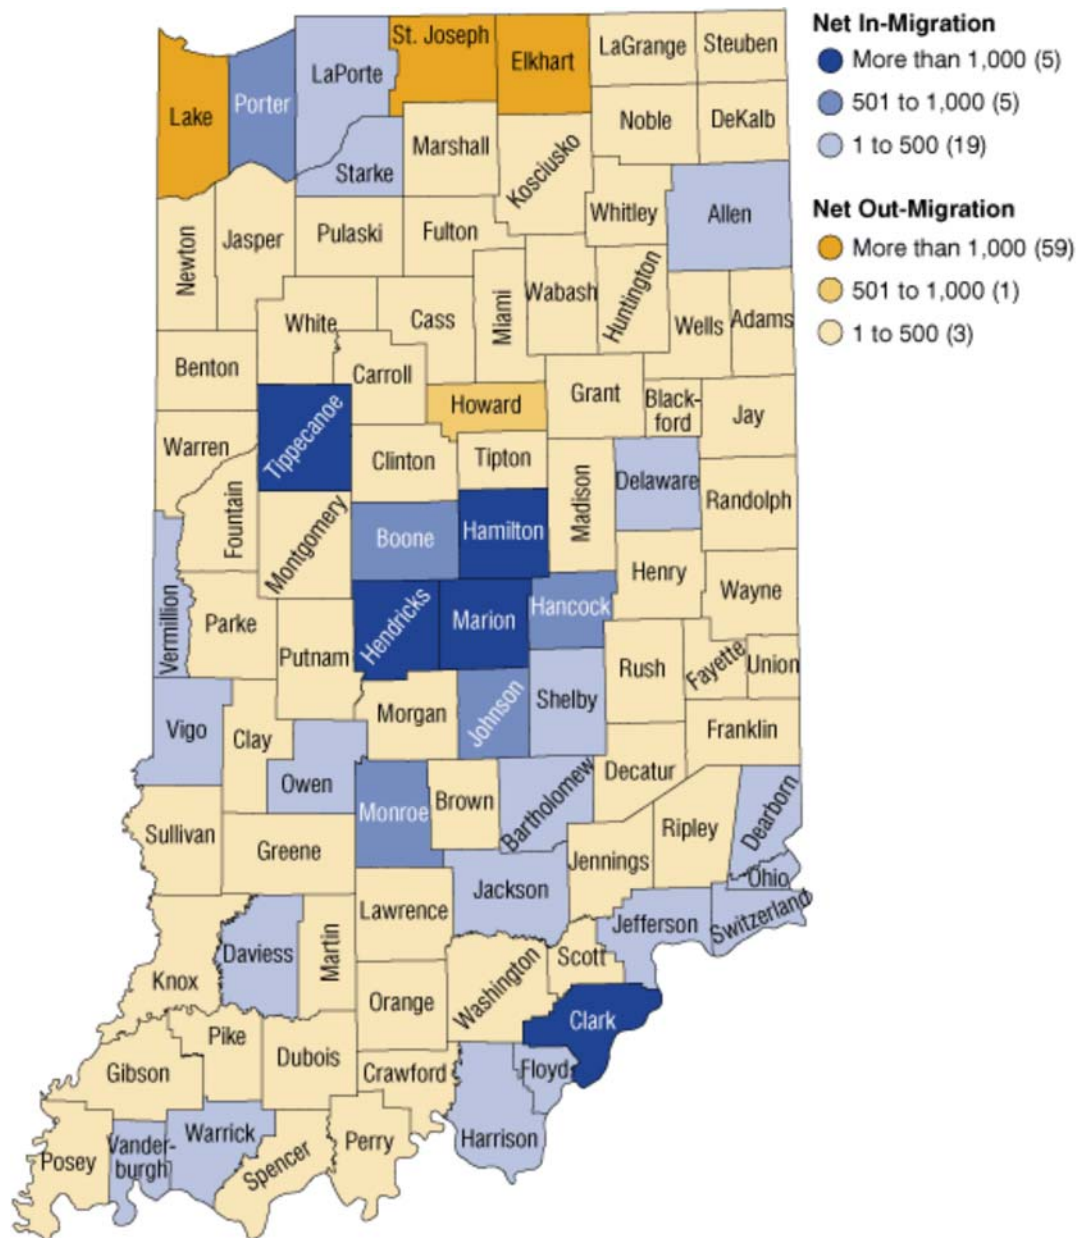 Net In-Migration
More than 1,000 (5)
501 to 1,000 (5)
1 to 500 (19)
Net Out-Migration
More than 1,000 (59)
501 to 1,000 (1)
1 to 500 (3)
St. Joseph
Elkhart
LaGrange
Steuben
LaPorte
Lake
Porter
Noble
DeKalb
Marshall
Kosciusko
Starke
Whitley
Allen
Newton
Jasper
Pulaski
Fulton
Wabash
Huntington
Miami
White
Cass
Wells
Adams
Benton
Carroll
Grant
Black-
ford
Jay
Howard
Tippecanoe
Warren
Clinton
Tipton
Madison
Delaware
Randolph
Fountain
Montgomery
Boone
Hamilton
Henry
Wayne
Vermillion
Parke
Putnam
Hendricks
Marion
Hancock
Rush
Fayette
Union
Vigo
Clay
Morgan
Johnson
Shelby
Franklin
Owen
Decatur
Monroe
Brown
Bartholomew
Dearborn
Sullivan
Greene
Jennings
Ripley
Ohio
Jackson
Lawrence
Jefferson
Switzerland
Daviess
Martin
Knox
Scott
Washington
Orange
Clark
Pike
Dubois
Gibson
Crawford
Floyd
Warrick
Vander-
burgh
Perry
Harrison
Posey
Spencer